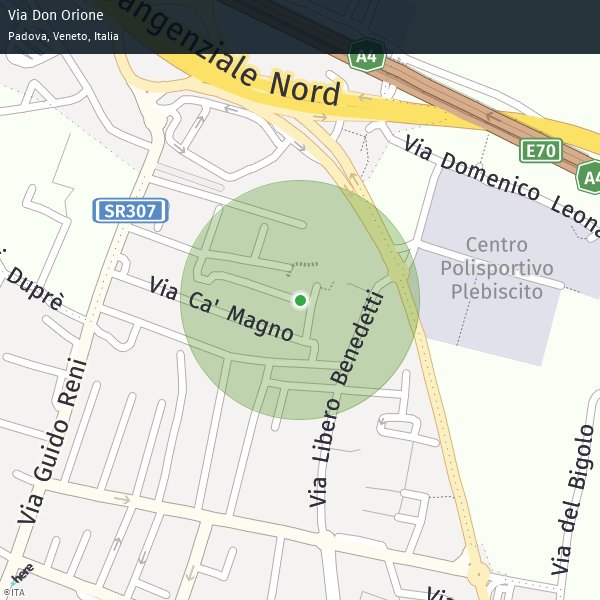 Via Don Orione
Padova, Veneto, Italia
A4
Tangenziale Nord
E70
A4
Via Domenico Leona
SR307
Centro
Polisportivo
Plebiscito
i Duprè
Via Ca' Magno
Via Libero Benedetti
Via Guido Reni
Via del Bigolo
here
Via
©ITA